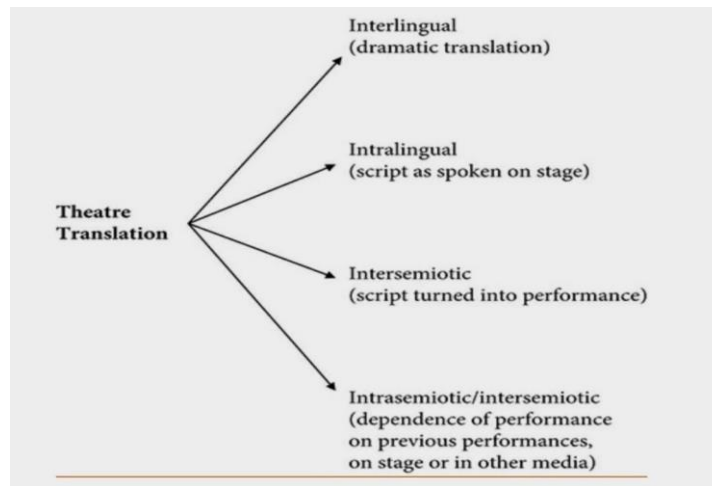 Interlingual
(dramatic translation)
Intralingual
(script as spoken on stage)
Theatre
Translation
Intersemiotic
(script turned into performance)
Intrasemiotic/intersemiotic
(dependence of performance
on previous performances,
on stage or in other media)